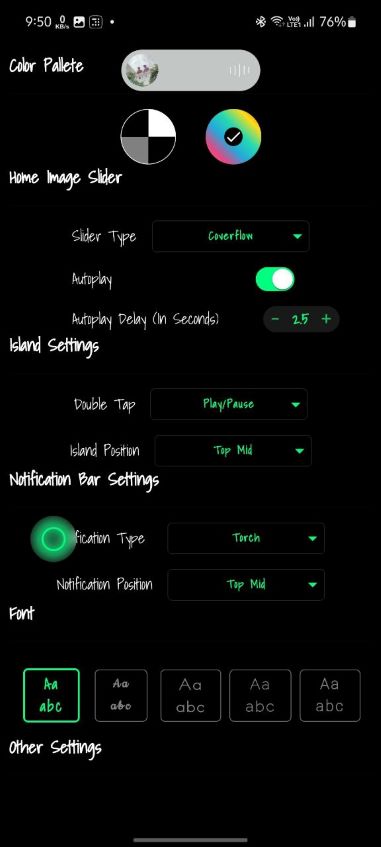 9:50 0 KB/s
Vo)) LTE1 76%
Color Pallete
Home Image Slider
Slider Type Coverflow
Autoplay
Autoplay Delay (In Seconds) - 2.5 +
Island Settings
Double Tap Play/Pause
Island Position Top Mid
Notification Bar Settings
fication Type Torch
Notification Position Top Mid
Font
Aa Aa Aa Aa Aa
abc abc abc abc abc
Other Settings